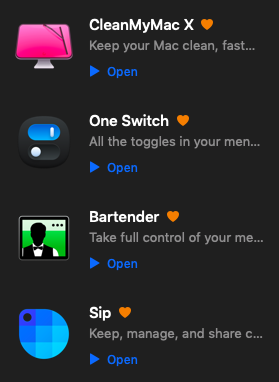 CleanMyMac X
Keep your Mac clean, fast...
Open
One Switch
All the toggles in your men...
Open
Bartender
Take full control of your me...
Open
Sip
Keep, manage, and share c...
Open